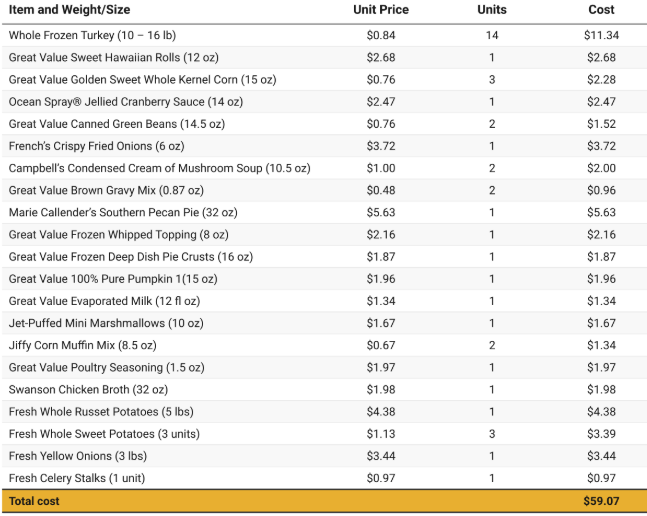 Item and Weight/Size Unit Price Units Cost
Whole Frozen Turkey (10 – 16 lb) $0.84 14 $11.34
Great Value Sweet Hawaiian Rolls (12 oz) $2.68 1 $2.68
Great Value Golden Sweet Whole Kernel Corn (15 oz) $0.76 3 $2.28
Ocean Spray® Jellied Cranberry Sauce (14 oz) $2.47 1 $2.47
Great Value Canned Green Beans (14.5 oz) $0.76 2 $1.52
French’s Crispy Fried Onions (6 oz) $3.72 1 $3.72
Campbell’s Condensed Cream of Mushroom Soup (10.5 oz) $1.00 2 $2.00
Great Value Brown Gravy Mix (0.87 oz) $0.48 2 $0.96
Marie Callender’s Southern Pecan Pie (32 oz) $5.63 1 $5.63
Great Value Frozen Whipped Topping (8 oz) $2.16 1 $2.16
Great Value Frozen Deep Dish Pie Crusts (16 oz) $1.87 1 $1.87
Great Value 100% Pure Pumpkin 1(15 oz) $1.96 1 $1.96
Great Value Evaporated Milk (12 fl oz) $1.34 1 $1.34
Jet-Puffed Mini Marshmallows (10 oz) $1.67 1 $1.67
Jiffy Corn Muffin Mix (8.5 oz) $0.67 2 $1.34
Great Value Poultry Seasoning (1.5 oz) $1.97 1 $1.97
Swanson Chicken Broth (32 oz) $1.98 1 $1.98
Fresh Whole Russet Potatoes (5 lbs) $4.38 1 $4.38
Fresh Whole Sweet Potatoes (3 units) $1.13 3 $3.39
Fresh Yellow Onions (3 lbs) $3.44 1 $3.44
Fresh Celery Stalks (1 unit) $0.97 1 $0.97
Total cost $59.07